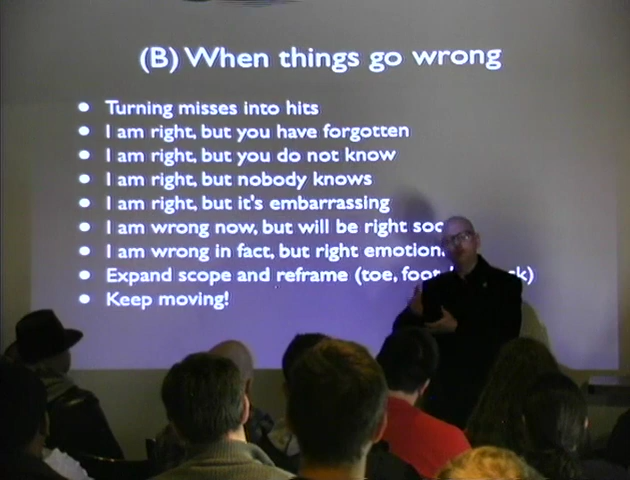 (B) When things go wrong
• Turning misses into hits
• I am right, but you have forgotten
• I am right, but you do not know
• I am right, but nobody knows
• I am right, but it's embarrassing
• I am wrong now, but will be right
• I am wrong in fact, but right
• Expand scope and reframe (toe,
• Keep moving!